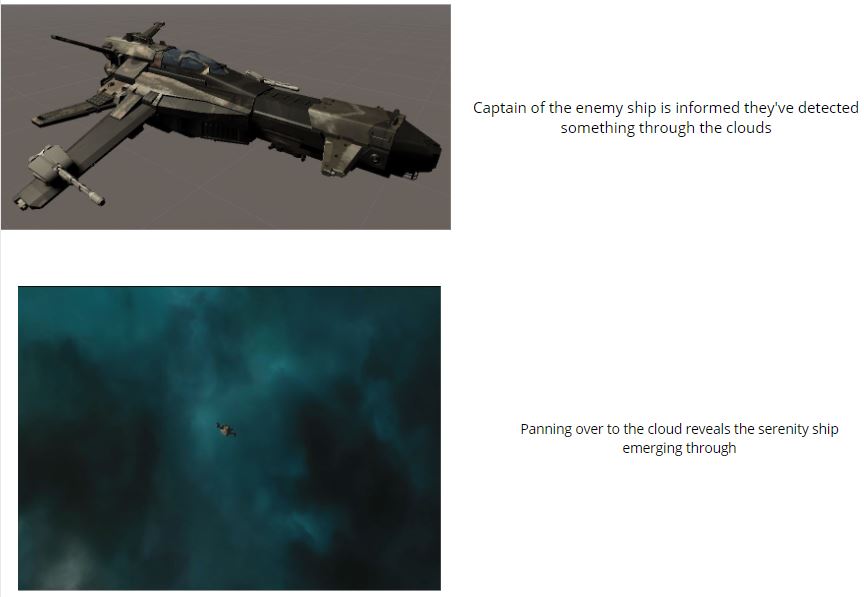 Captain of the enemy ship is informed they've detected
something through the clouds
Panning over to the cloud reveals the serenity ship
emerging through